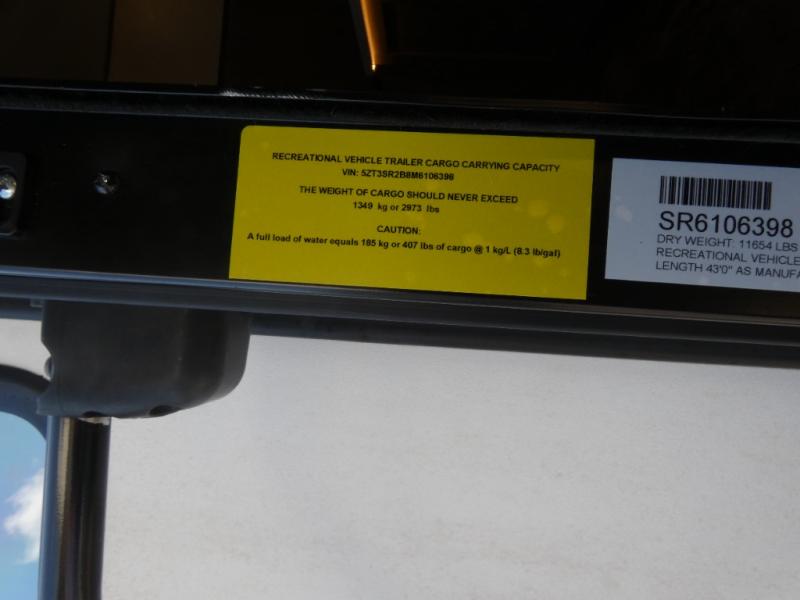 RECREATIONAL VEHICLE TRAILER CARGO CARRYING CAPACITY
VIN: 5ZT3SR2B8M6106398
THE WEIGHT OF CARGO SHOULD NEVER EXCEED
1349 kg or 2973 lbs
CAUTION:
A full load of water equals 185 kg or 407 lbs of cargo @ 1 kg/L (8.3 lb/gal)
SR6106398
DRY WEIGHT: 11654 LBS
RECREATIONAL VEHICLE
LENGTH 43'0" AS MANUFA